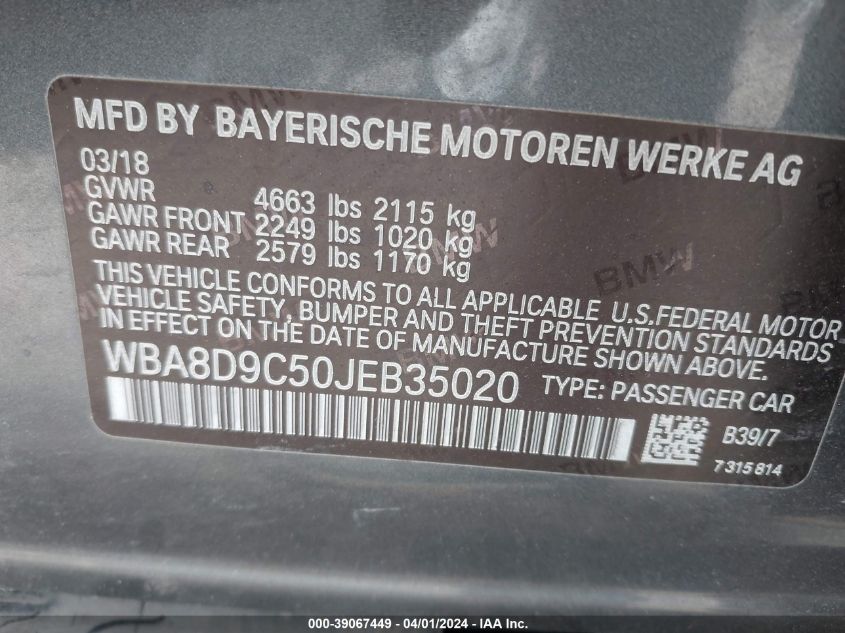 MFD BY BAYERISCHE MOTOREN WERKE AG
03/18
GVWR 4663 lbs 2115 kg
GAWR FRONT 2249 lbs 1020 kg
GAWR REAR 2579 lbs 1170 kg
THIS VEHICLE CONFORMS TO ALL APPLICABLE U.S.FEDERAL MOTOR
VEHICLE SAFETY, BUMPER AND THEFT PREVENTION STANDARDS
IN EFFECT ON THE DATE OF MANUFACTURE SHOWN ABOVE.
WBA8D9C50JEB35020 TYPE: PASSENGER CAR
B39/7
7315814
000-39067449 - 04/01/2024 - IAA Inc.